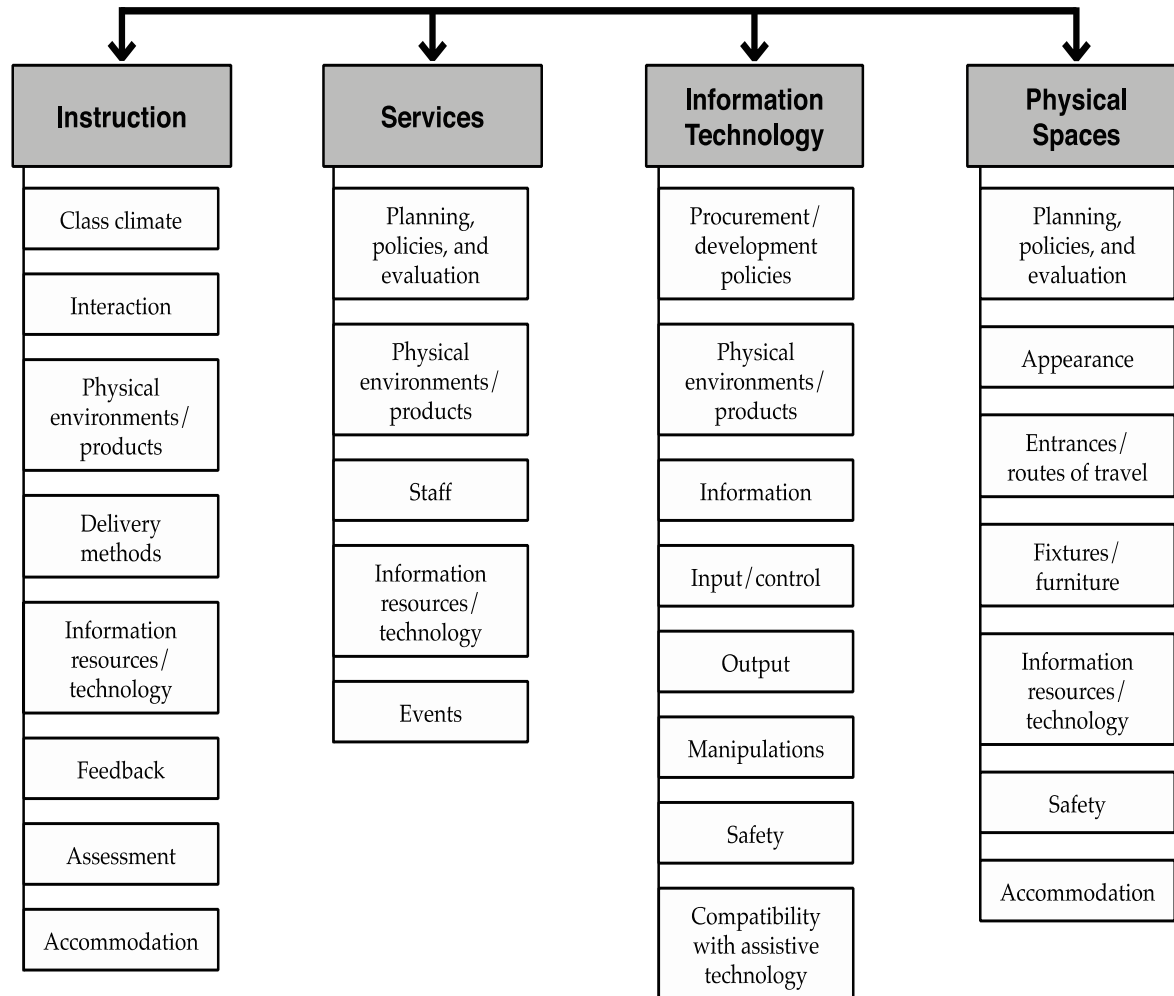 Instruction
Class climate
Interaction
Physical
environments/
products
Delivery
methods
Information
resources/
technology
Feedback
Assessment
Accommodation
Services
Planning,
policies, and
evaluation
Physical
environments/
products
Staff
Information
resources/
technology
Events
Information
Technology
Procurement/
development
policies
Physical
environments/
products
Information
Input/control
Output
Manipulations
Safety
Compatibility
with assistive
technology
Physical
Spaces
Planning,
policies, and
evaluation
Appearance
Entrances/
routes of travel
Fixtures/
furniture
Information
resources/
technology
Safety
Accommodation